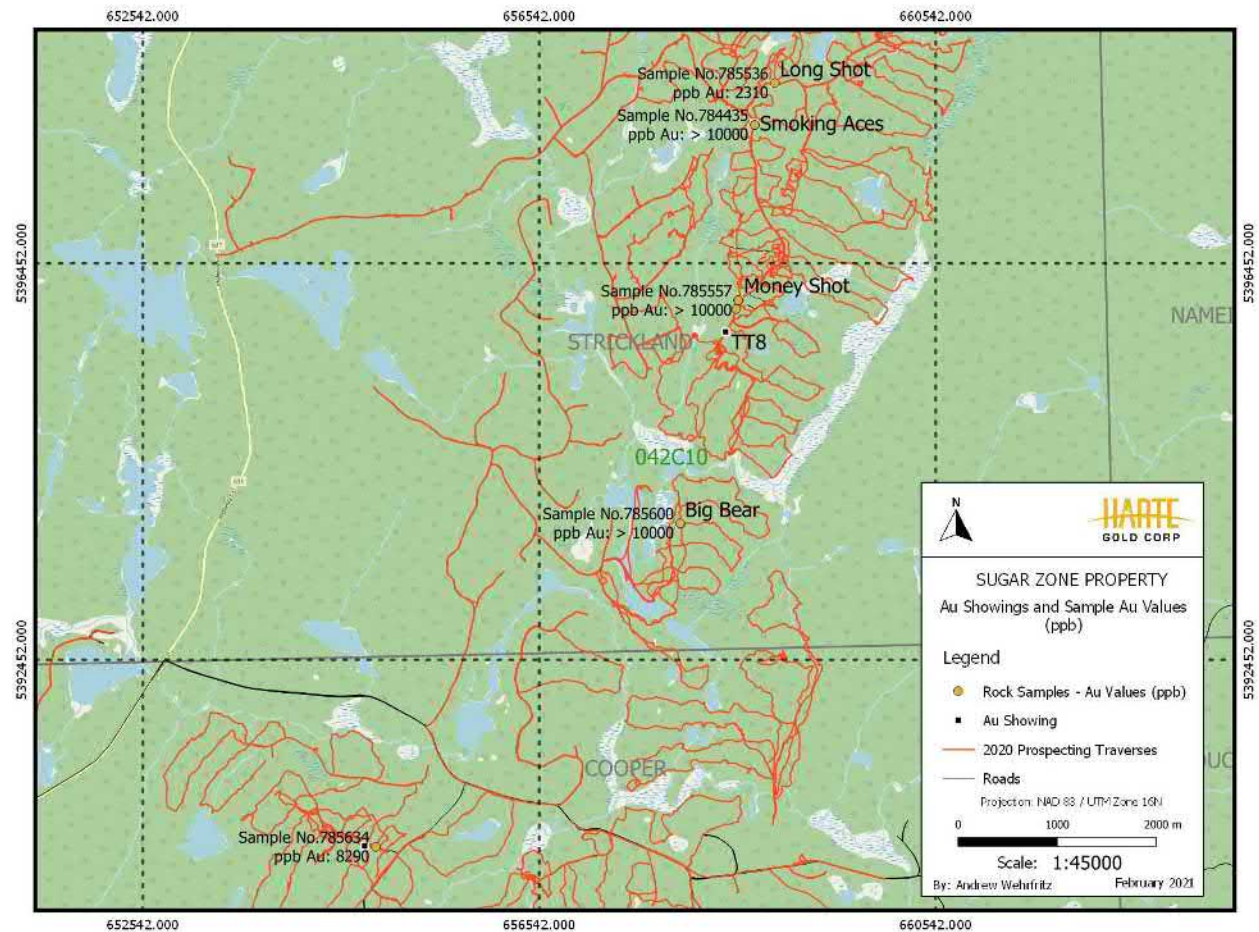 652542.000
656542.000
660542.000
Sample No.785536
ppb Au: 2310
Long Shot
Sample No.784435
ppb Au: > 10000
Smoking Aces
5396452.000
5396452.000
Sample No.785557
ppb Au: > 10000
Money Shot
STRICKLAND
TT8
NAMEI
042C10
Sample No.785600
ppb Au: > 10000
Big Bear
5392452.000
5392452.000
COOPER
Sample No.785634
ppb Au: 8290
N
HARTE
GOLD CORP
SUGAR ZONE PROPERTY
Au Showings and Sample Au Values
(ppb)
Legend
Rock Samples - Au Values (ppb)
Au Showing
2020 Prospecting Traverses
Roads
Projection: NAD 83 / UTM Zone 16N
0 1000 2000 m
Scale: 1:45000
By: Andrew Wehrfritz February 2021
652542.000
656542.000
660542.000